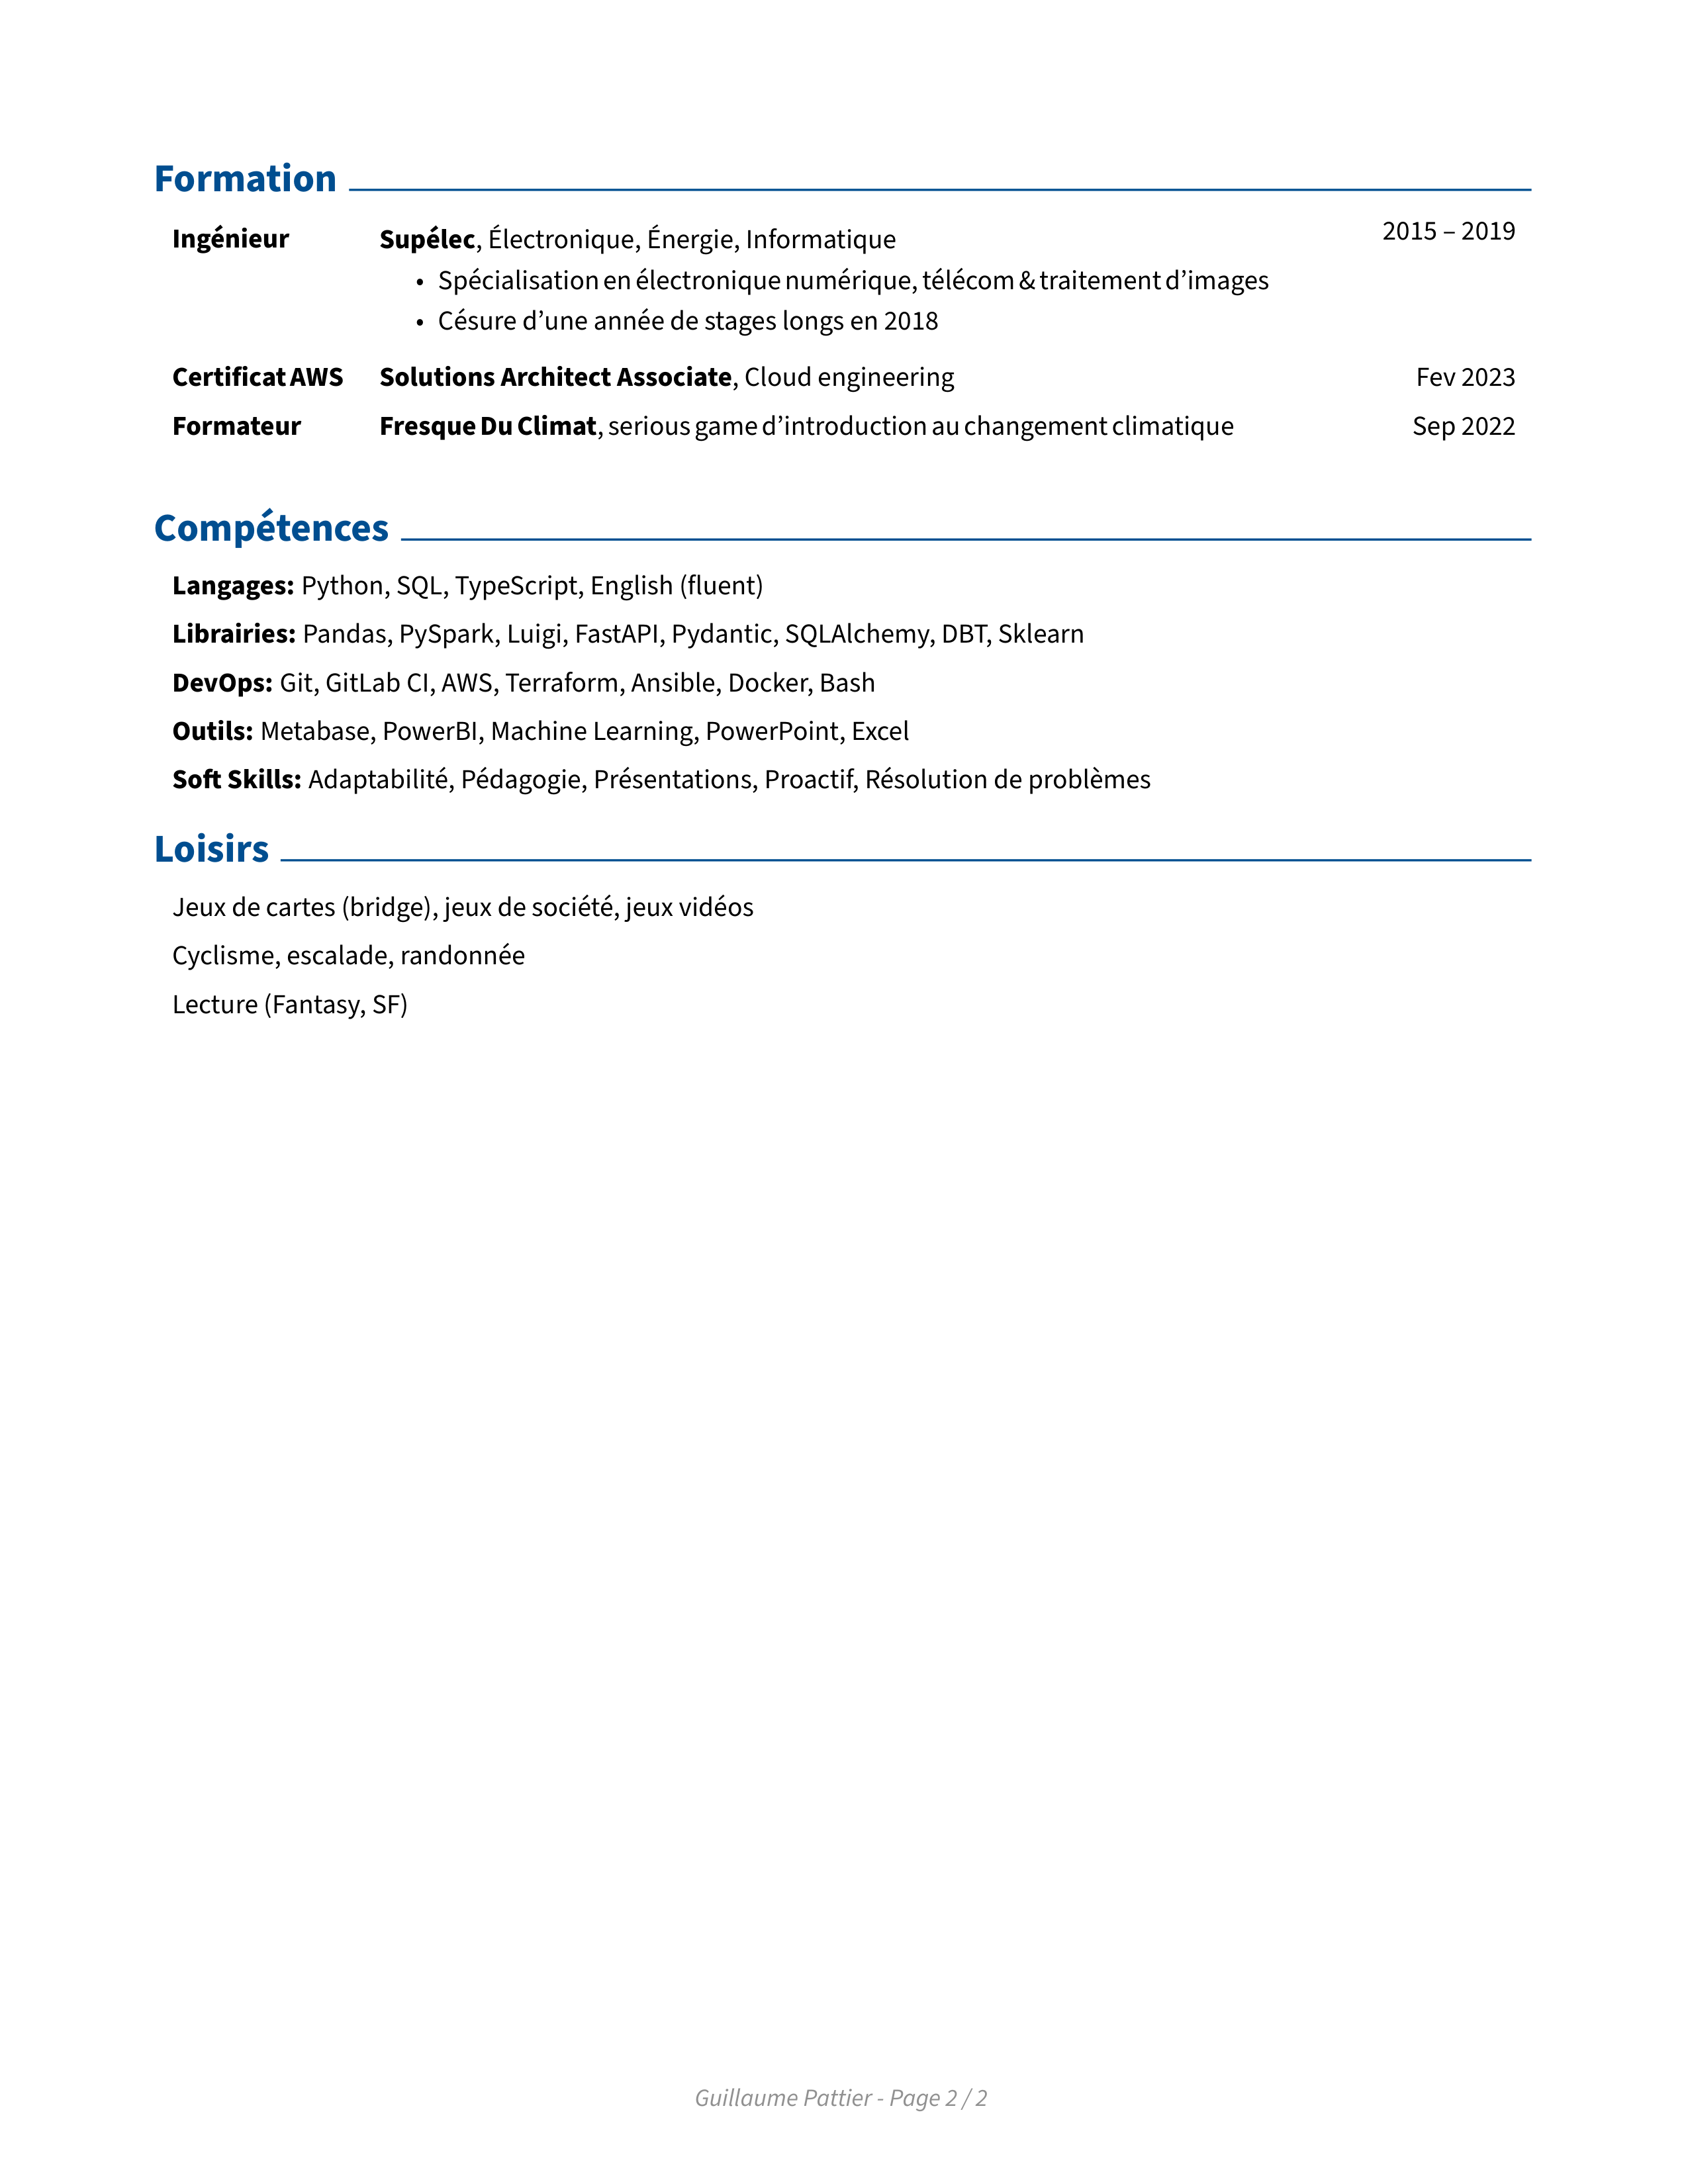 Formation
Ingénieur Supélec, Électronique, Énergie, Informatique 2015 – 2019
• Spécialisation en électronique numérique, télécom & traitement d’images
• Césure d’une année de stages longs en 2018
Certificat AWS Solutions Architect Associate, Cloud engineering Fev 2023
Formateur Fresque Du Climat, serious game d’introduction au changement climatique Sep 2022
Compétences
Langages: Python, SQL, TypeScript, English (fluent)
Librairies: Pandas, PySpark, Luigi, FastAPI, Pydantic, SQLAlchemy, DBT, Sklearn
DevOps: Git, GitLab CI, AWS, Terraform, Ansible, Docker, Bash
Outils: Metabase, PowerBI, Machine Learning, PowerPoint, Excel
Soft Skills: Adaptabilité, Pédagogie, Présentations, Proactif, Résolution de problèmes
Loisirs
Jeux de cartes (bridge), jeux de société, jeux vidéos
Cyclisme, escalade, randonnée
Lecture (Fantasy, SF)
Guillaume Pattier - Page 2 / 2